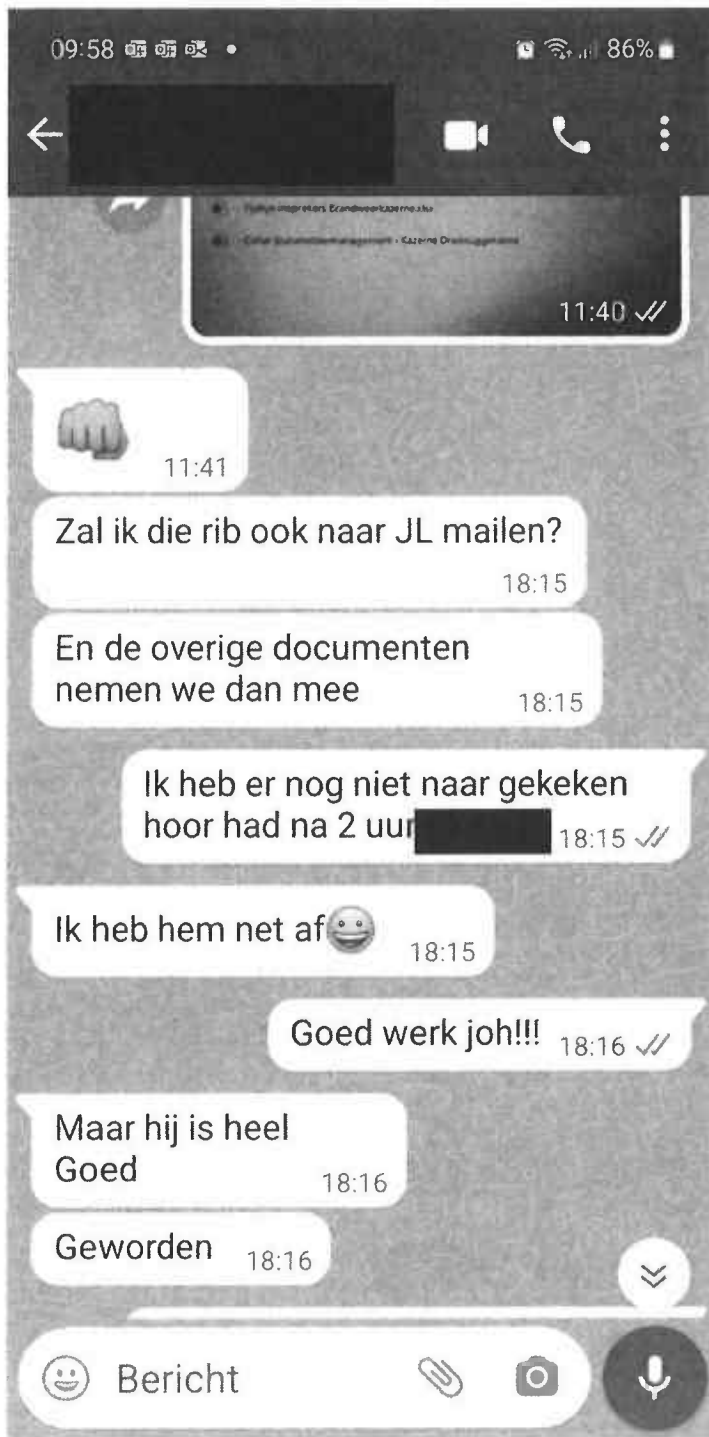 09:58
86%
11:40
11:41
Zal ik die rib ook naar JL mailen?
18:15
En de overige documenten
nemen we dan mee 18:15
Ik heb er nog niet naar gekeken
hoor had na 2 uur 18:15
Ik heb hem net af 18:15
Goed werk joh!!! 18:16
Maar hij is heel
Goed 18:16
Geworden 18:16
Bericht